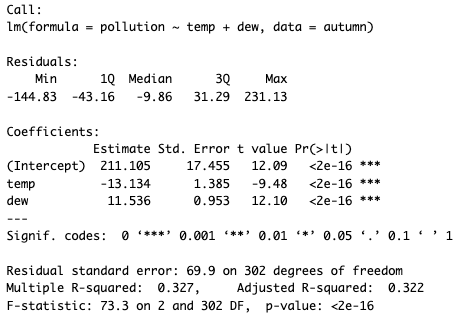 Call:
lm(formula = pollution ~ temp + dew, data = autumn)
Residuals:
Min 1Q Median 3Q Max
-144.83 -43.16 -9.86 31.29 231.13
Coefficients:
Estimate Std. Error t value Pr(>|t|)
(Intercept) 211.105 17.455 12.09 <2e-16 ***
temp -13.134 1.385 -9.48 <2e-16 ***
dew 11.536 0.953 12.10 <2e-16 ***
---
Signif. codes: 0 ‘***’ 0.001 ‘**’ 0.01 ‘*’ 0.05 ‘.’ 0.1 ‘ ’ 1
Residual standard error: 69.9 on 302 degrees of freedom
Multiple R-squared: 0.327, Adjusted R-squared: 0.322
F-statistic: 73.3 on 2 and 302 DF, p-value: <2e-16